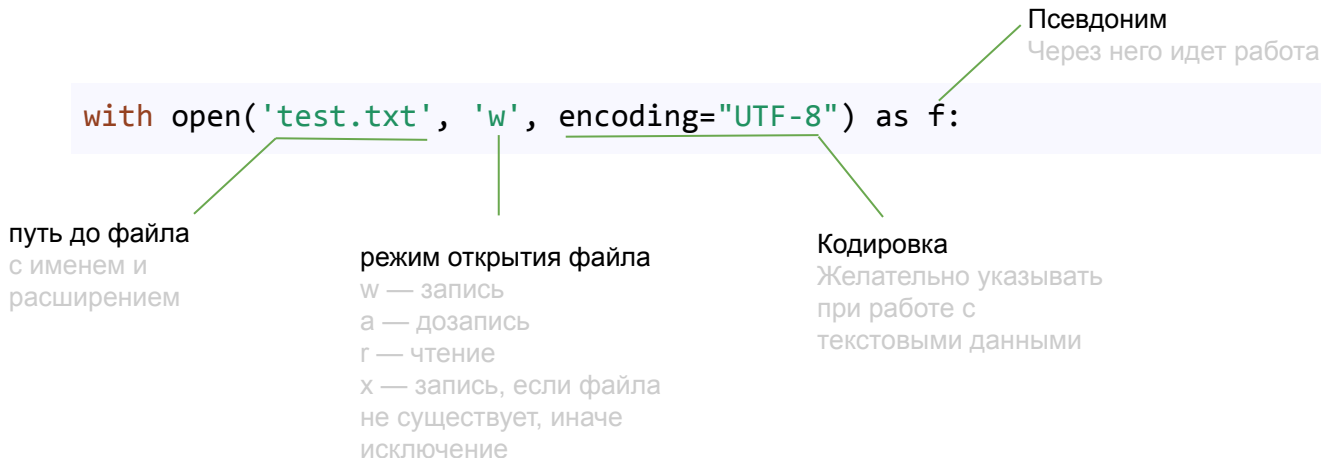 Псевдоним
Через него идет работа
with open('test.txt', 'w', encoding="UTF-8") as f:
путь до файла
с именем и
расширением
режим открытия файла
w — запись
a — дозапись
r — чтение
x — запись, если файла
не существует, иначе
исключение
Кодировка
Желательно указывать
при работе с
текстовыми данными